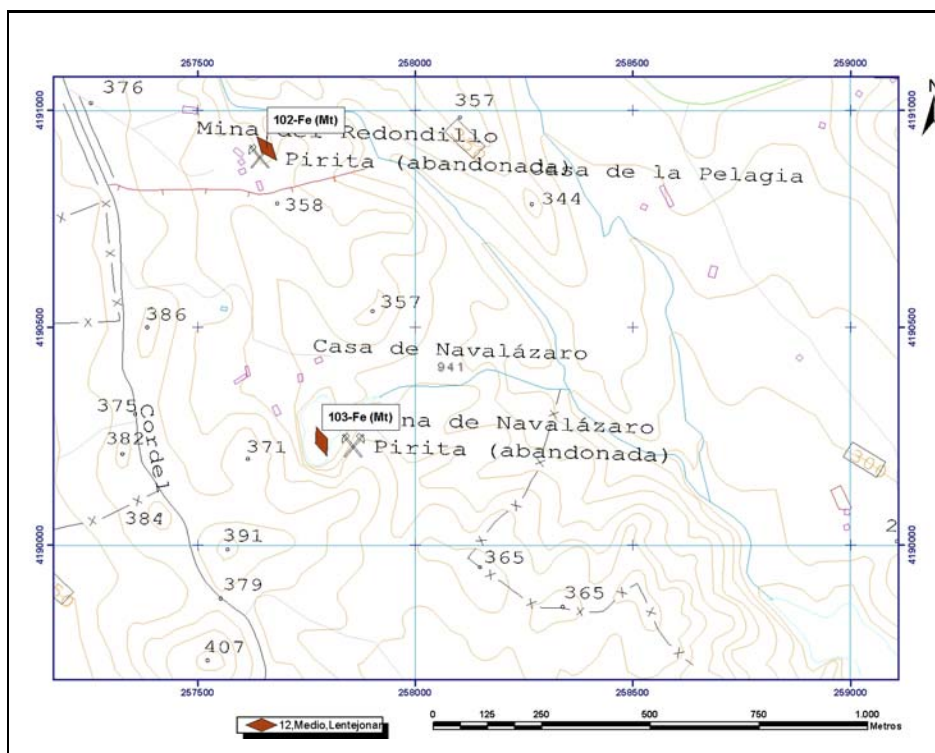 257500 258000 258500 259000
N
4191000
4191000
376
102-Fe (Mt)
357
Mina del Redondillo
Pirita (abandonada)
Casa de la Pelagia
358
344
386
357
4190500
4190500
Casa de Navalázaro
941
375
Cordel
103-Fe (Mt)
na de Navalázaro
382
371
Pirita (abandonada)
300
384
391
4190000
4190000
2
365
379
365
407
257500 258000 258500 259000
12,Medio,Lentejonar
0 125 250 500 750 1.000
Metros